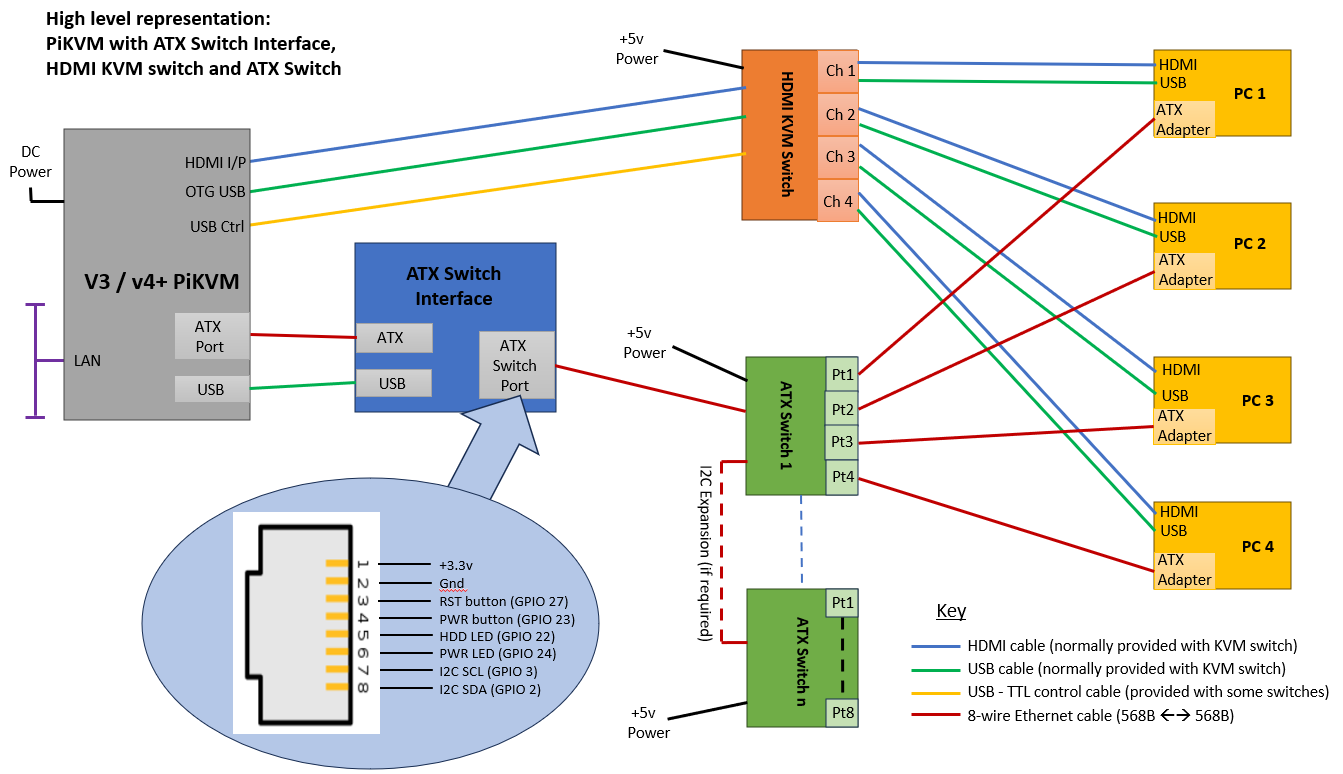 High level representation:
PiKVM with ATX Switch Interface,
HDMI KVM switch and ATX Switch
DC
Power
HDMI I/P
OTG USB
USB Ctrl
V3 / v4+ PiKVM
ATX
Port
LAN
USB
ATX Switch
Interface
ATX
USB
ATX
Switch
Port
+5v
Power
HDMI KVM Switch
Ch 1
Ch 2
Ch 3
Ch 4
+5v
Power
ATX Switch 1
Pt1
Pt2
Pt3
Pt4
I2C Expansion (if required)
ATX Switch n
Pt1
Pt8
+5v
Power
HDMI
USB
PC 1
ATX
Adapter
HDMI
USB
PC 2
ATX
Adapter
HDMI
USB
PC 3
ATX
Adapter
HDMI
USB
PC 4
ATX
Adapter
1
2
3
4
5
6
7
8
+3.3v
Gnd
RST button (GPIO 27)
PWR button (GPIO 23)
HDD LED (GPIO 22)
PWR LED (GPIO 24)
I2C SCL (GPIO 3)
I2C SDA (GPIO 2)
Key
HDMI cable (normally provided with KVM switch)
USB cable (normally provided with KVM switch)
USB - TTL control cable (provided with some switches)
8-wire Ethernet cable (568B <--> 568B)